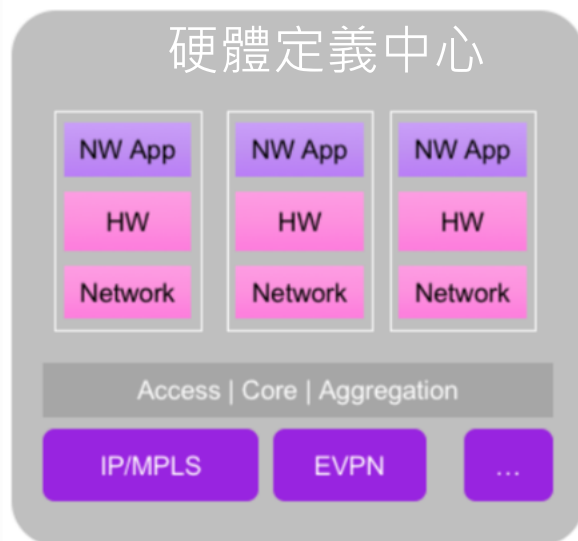 硬體定義中心
NW App NW App NW App
HW HW HW
Network Network Network
Access | Core | Aggregation
IP/MPLS EVPN ...